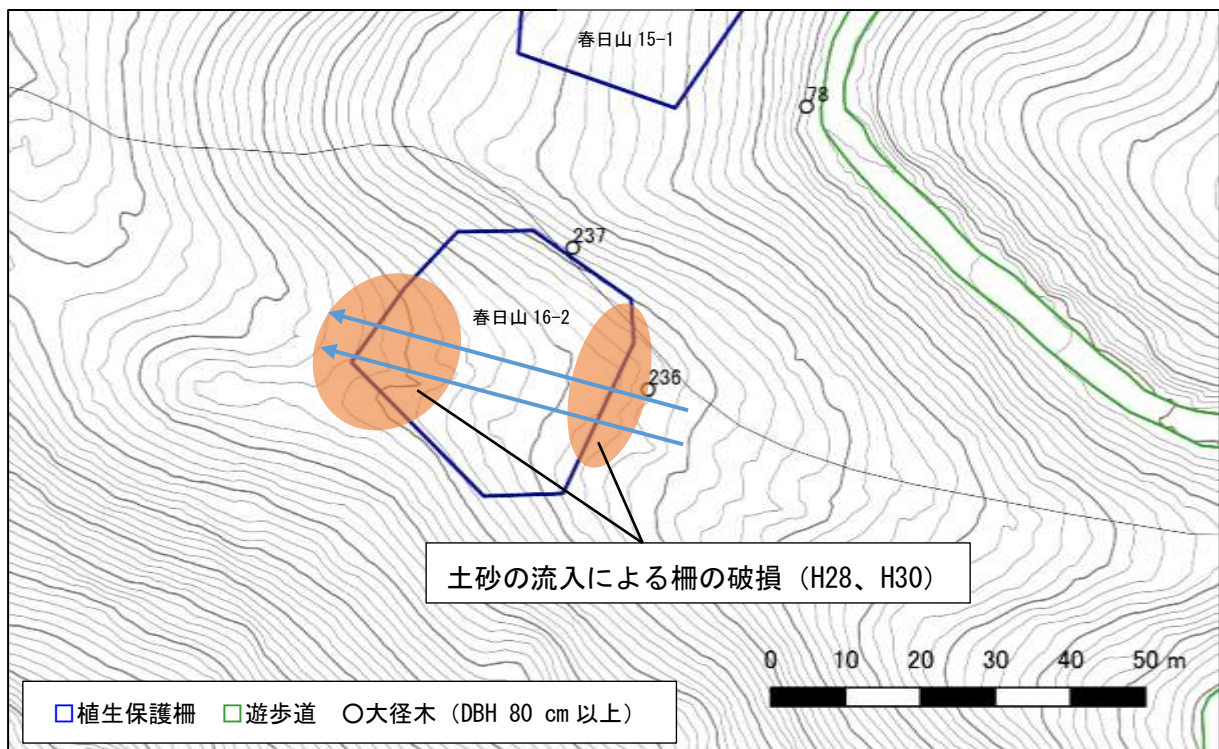 春日山 15-1
78
237
春日山 16-2
236
土砂の流入による柵の破損（H28、H30）
0 10 20 30 40 50 m
□植生保護柵 □遊歩道 ○大径木（DBH 80 cm 以上）